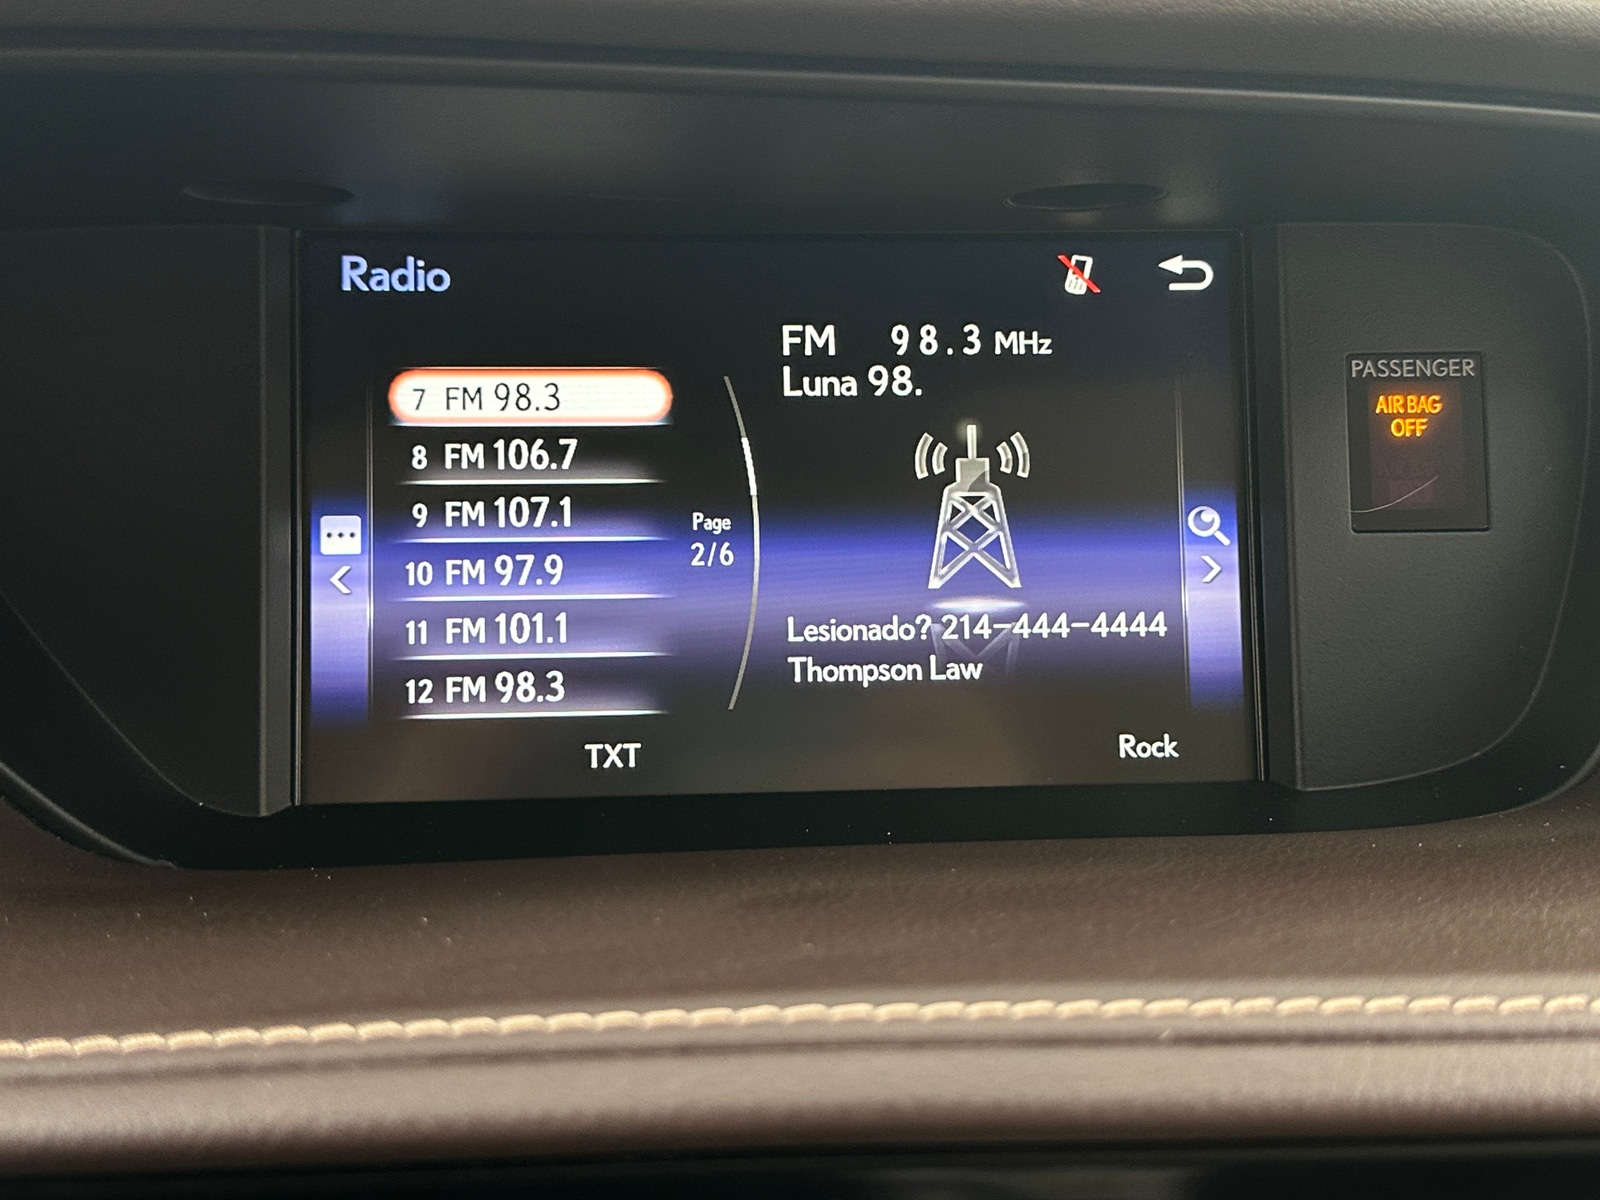 Radio
FM 98.3 MHz
Luna 98.
7 FM 98.3
8 FM 106.7
9 FM 107.1
10 FM 97.9
11 FM 101.1
12 FM 98.3
Page
2/6
Lesionado? 214-444-4444
Thompson Law
TXT
Rock
PASSENGER
AIR BAG
OFF